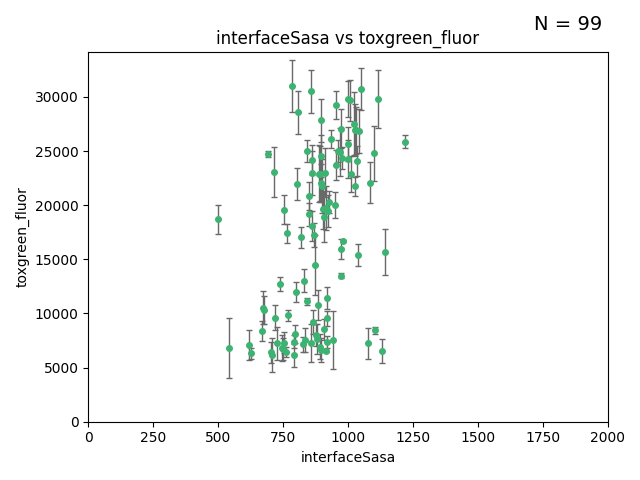 N = 99
interfaceSasa vs toxgreen_fluor
toxgreen_fluor
30000
25000
20000
15000
10000
5000
0
0 250 500 750 1000 1250 1500 1750 2000
interfaceSasa